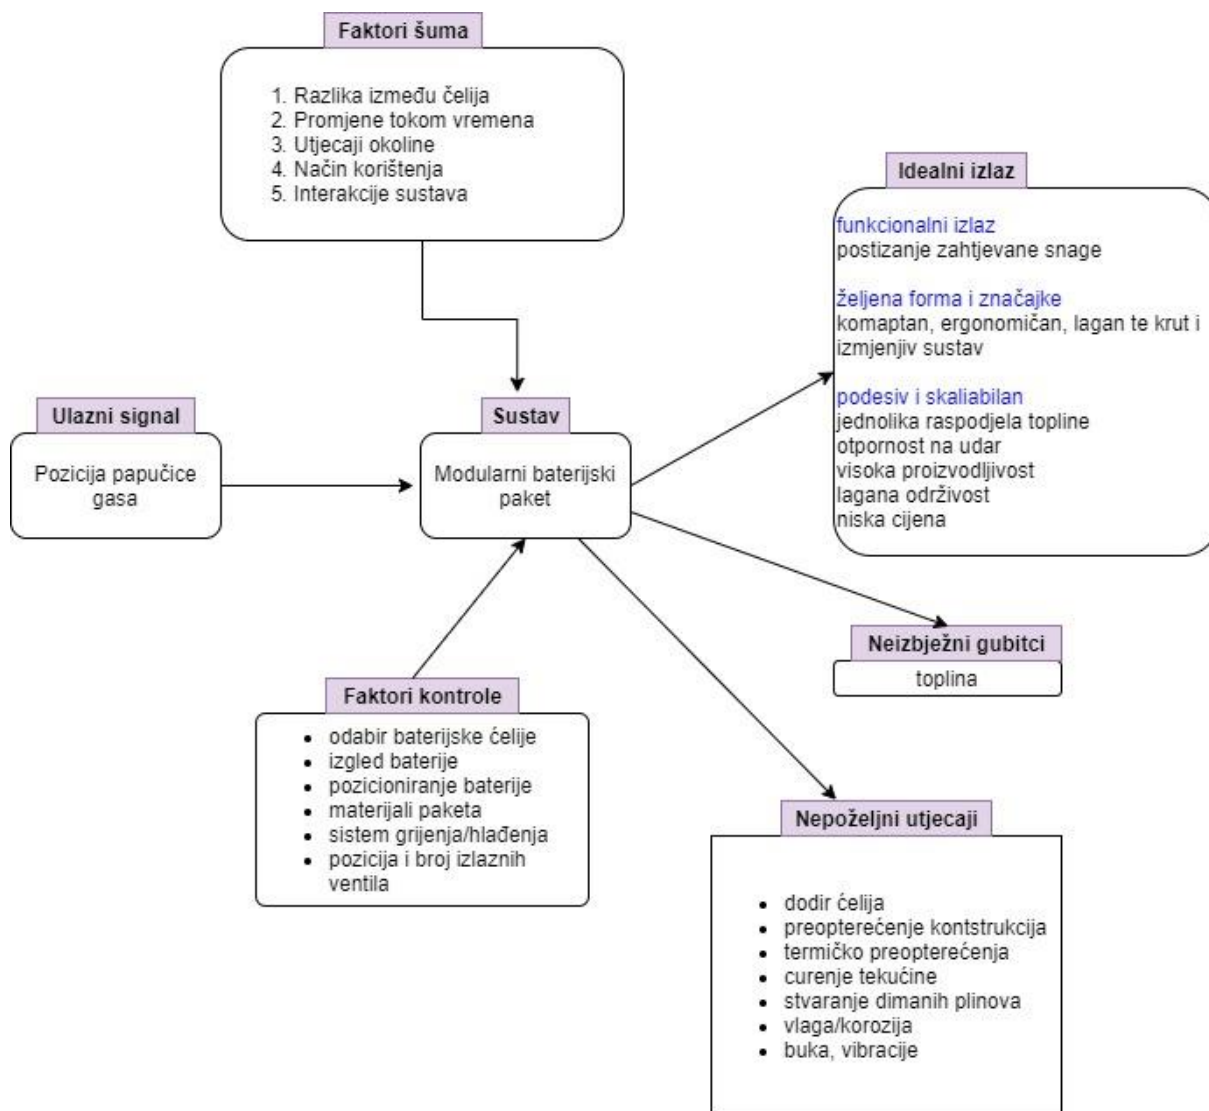 Faktori šuma
1. Razlika između čelija
2. Promjene tokom vremena
3. Utjecaji okoline
4. Način korištenja
5. Interakcije sustava
Idealni izlaz
funkcionalni izlaz
postizanje zahtjevane snage
željena forma i značajke
komaptan, ergonomičan, lagan te krut i
izmjenjiv sustav
podesiv i skaliabilan
jednolika raspodjela topline
otpornost na udar
visoka proizvodljivost
lagana održivost
niska cijena
Ulazni signal
Pozicija papučice
gasa
Sustav
Modularni baterijski
paket
Neizbježni gubitci
toplina
Faktori kontrole
• odabir baterijske ćelije
• izgled baterije
• pozicioniranje baterije
• materijali paketa
• sistem grijenja/hlađenja
• pozicija i broj izlaznih
ventila
Nepoželjni utjecaji
• dodir ćelija
• preopterećenje kontstrukcija
• termičko preopterećenja
• curenje tekućine
• stvaranje dimanih plinova
• vlaga/korozija
• buka, vibracije